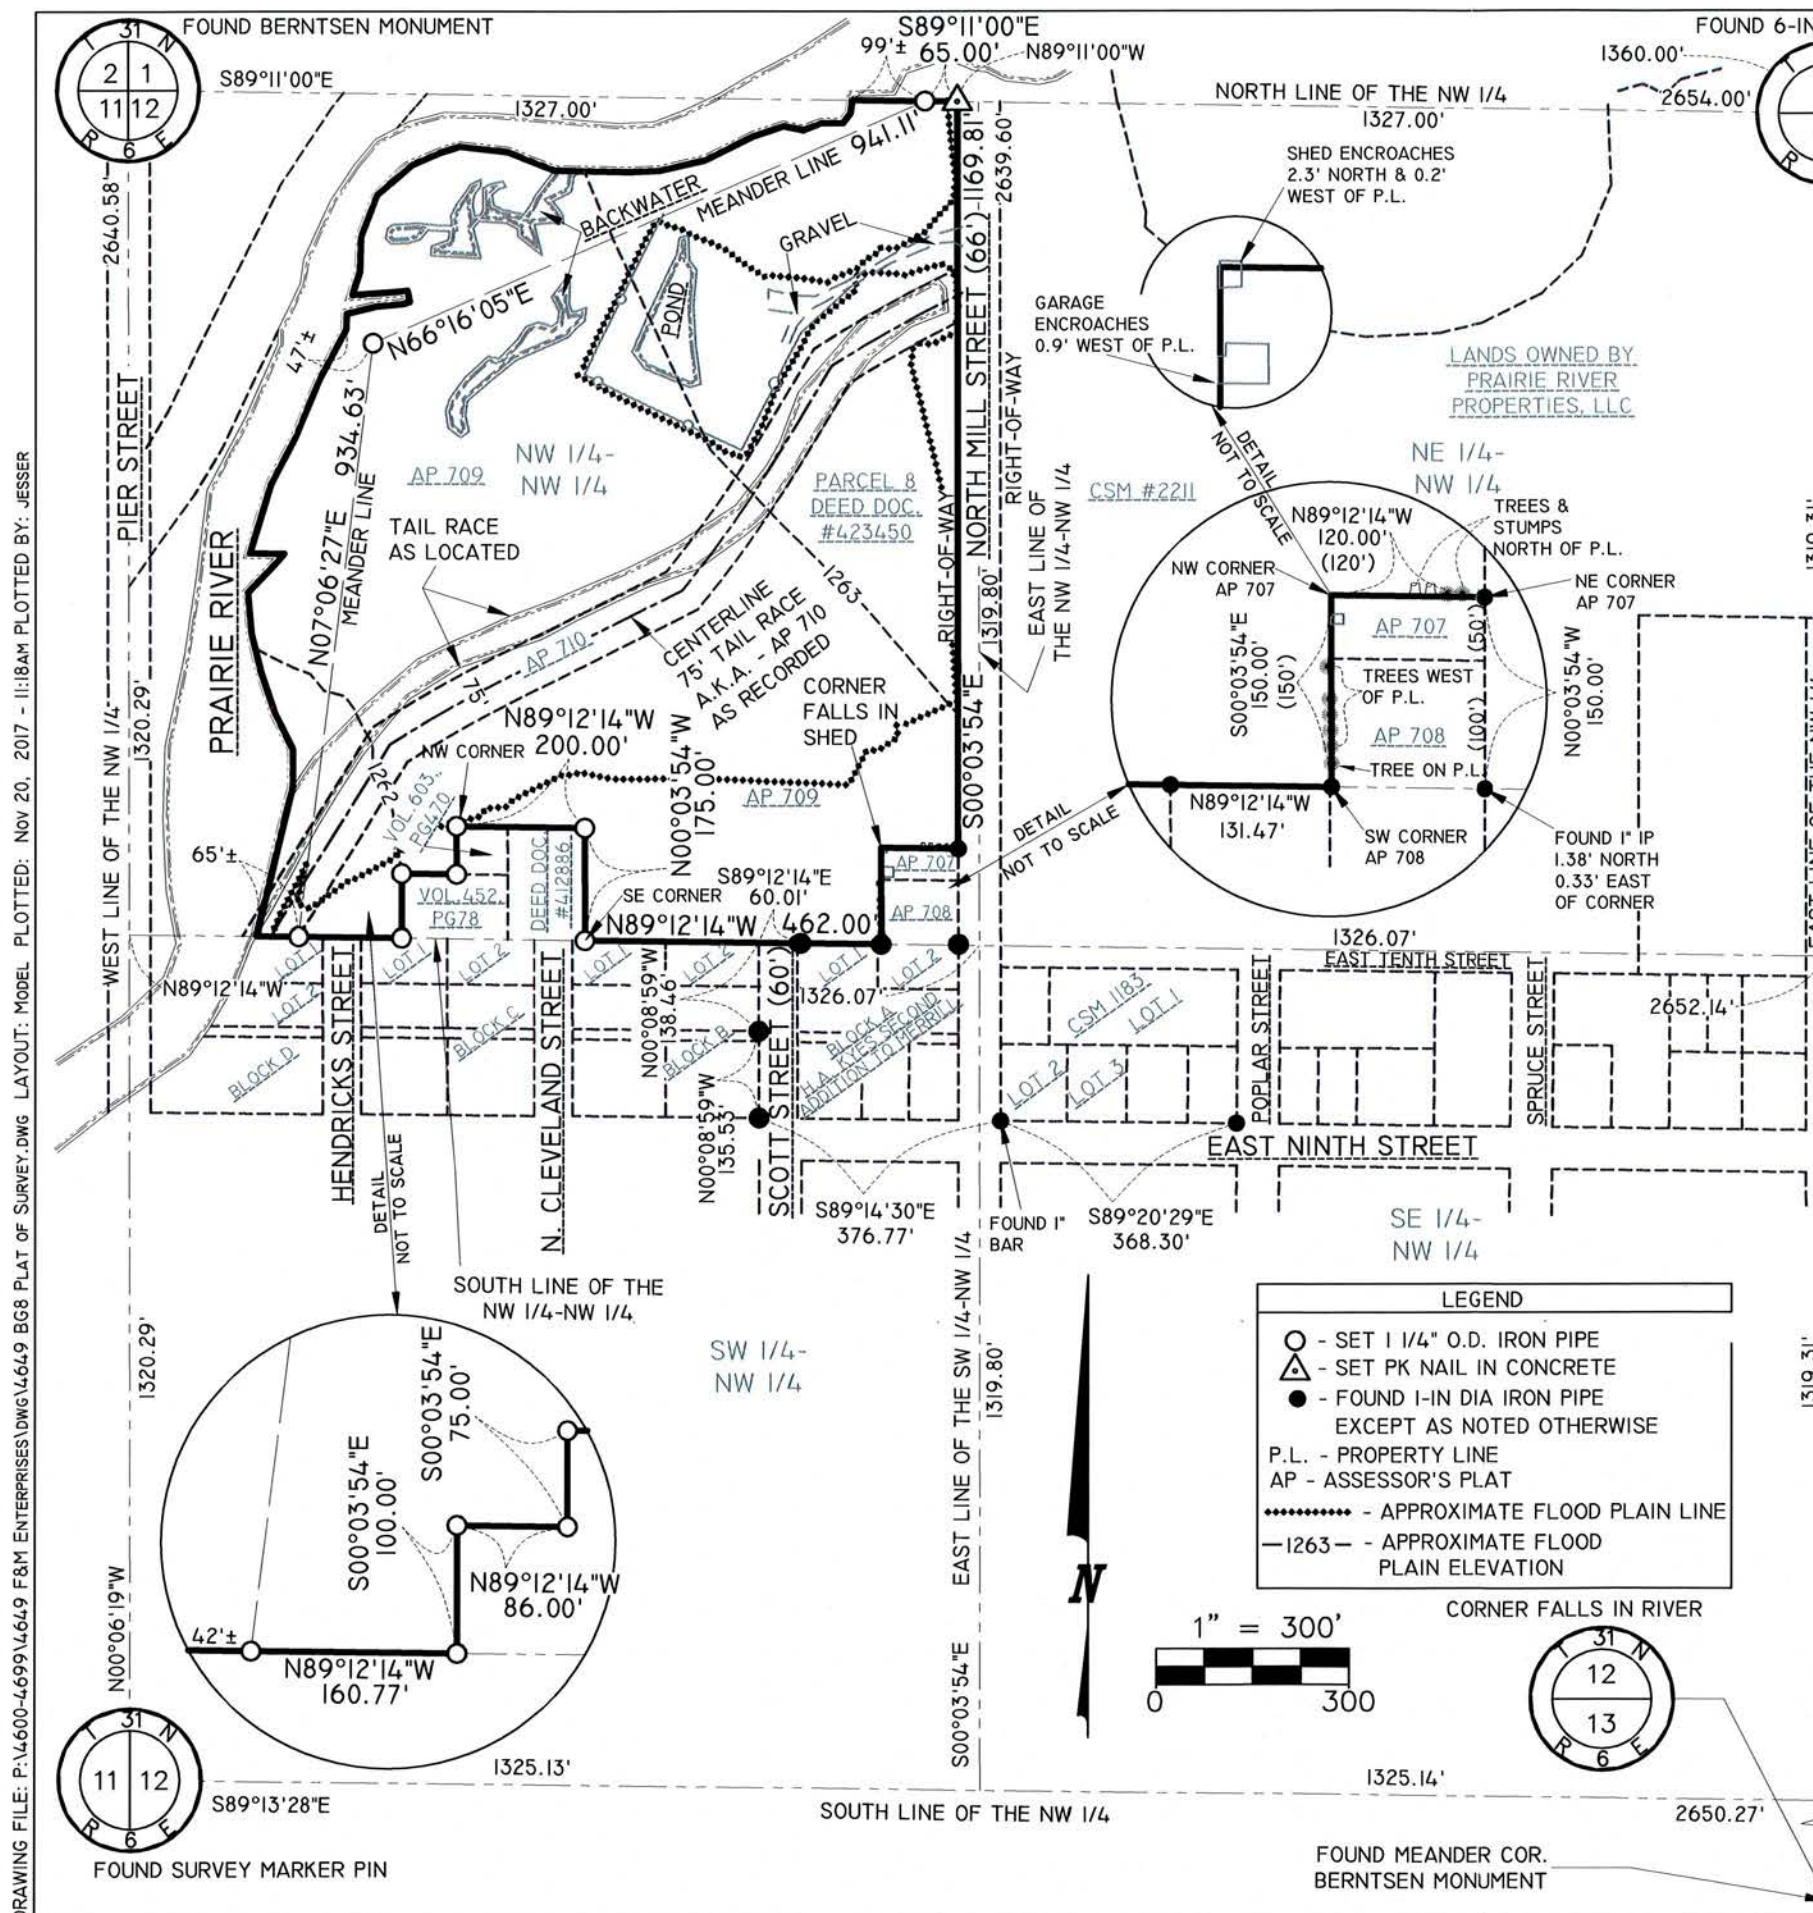 FOUND BERNTSEN MONUMENT
T 31 N
2 1
11 12
R 6 E
S89°11'00"E
1327.00'
S89°11'00"E
99'± 65.00'
N89°11'00"W
FOUND 6-IN
1360.00'
2654.00'
NORTH LINE OF THE NW 1/4
1327.00'
T
R
SHED ENCROACHES
2.3' NORTH & 0.2'
WEST OF P.L.
GARAGE
ENCROACHES
0.9' WEST OF P.L.
LANDS OWNED BY
PRAIRIE RIVER
PROPERTIES, LLC
NE 1/4-
NW 1/4
CSM #2211
DETAIL
NOT TO SCALE
2640.58'
PIER STREET
WEST LINE OF THE NW 1/4
1320.29'
PRAIRIE RIVER
47'±
BACKWATER
MEANDER LINE 941.11'
N66°16'05"E
GRAVEL
POND
N07°06'27"E 934.63'
MEANDER LINE
AP 709
NW 1/4-
NW 1/4
PARCEL 8
DEED DOC.
#423450
TAIL RACE
AS LOCATED
AP 710
75'
CENTERLINE
75' TAIL RACE
A.K.A. - AP 710
AS RECORDED
1263
1262
RIGHT-OF-WAY
1169.81'
NORTH MILL STREET (66')
S00°03'54"E
2639.60'
1319.80'
RIGHT-OF-WAY
EAST LINE OF
THE NW 1/4-NW 1/4
CORNER
FALLS IN
SHED
N89°12'14"W
200.00'
NW CORNER
VOL. 603,
PG470
N00°03'54"W
175.00'
AP 709
65'±
VOL. 452,
PG78
DEED DOC.
#412886
SE CORNER
S89°12'14"E
60.01'
N89°12'14"W 462.00'
AP 707
AP 708
DETAIL
NOT TO SCALE
N89°12'14"W
120.00'
(120')
TREES &
STUMPS
NORTH OF P.L.
NW CORNER
AP 707
NE CORNER
AP 707
AP 707
(50')
S00°03'54"E
150.00'
(150')
TREES WEST
OF P.L.
AP 708
(100')
N00°03'54"W
150.00'
TREE ON P.L.
N89°12'14"W
131.47'
SW CORNER
AP 708
FOUND 1" IP
1.38' NORTH
0.33' EAST
OF CORNER
1326.07'
EAST TENTH STREET
N89°12'14"W
LOT 1
LOT 2
BLOCK D
HENDRICKS STREET
LOT 1
LOT 2
BLOCK C
N. CLEVELAND STREET
LOT 1
LOT 2
BLOCK B
N00°08'59"W
138.46'
N00°08'59"W
135.53'
SCOTT STREET (60')
LOT 1
LOT 2
1326.07'
BLOCK A
H.A. KYES SECOND
ADDITION TO MERRILL
CSM 1183
LOT 1
LOT 2
LOT 3
POPLAR STREET
SPRUCE STREET
2652.14'
EAST NINTH STREET
S89°14'30"E
376.77'
FOUND 1"
BAR
S89°20'29"E
368.30'
SE 1/4-
NW 1/4
DETAIL
NOT TO SCALE
SOUTH LINE OF THE
NW 1/4-NW 1/4
SW 1/4-
NW 1/4
1320.29'
EAST LINE OF THE SW 1/4-NW 1/4
1319.80'
S00°03'54"E
S00°03'54"E
75.00'
S00°03'54"E
100.00'
N89°12'14"W
86.00'
42'±
N89°12'14"W
160.77'
N00°06'19"W
LEGEND
- SET 1 1/4" O.D. IRON PIPE
- SET PK NAIL IN CONCRETE
- FOUND 1-IN DIA IRON PIPE
EXCEPT AS NOTED OTHERWISE
P.L. - PROPERTY LINE
AP - ASSESSOR'S PLAT
- APPROXIMATE FLOOD PLAIN LINE
—1263— - APPROXIMATE FLOOD
PLAIN ELEVATION
N
1" = 300'
0 300
CORNER FALLS IN RIVER
T 31 N
12
13
R 6 E
T 31 N
11 12
R 6 E
1325.13'
S89°13'28"E
SOUTH LINE OF THE NW 1/4
1325.14'
2650.27'
FOUND SURVEY MARKER PIN
FOUND MEANDER COR.
BERNTSEN MONUMENT
DRAWING FILE: P:\4600-4699\4649 F&M ENTERPRISES\DWG\4649 BG8 PLAT OF SURVEY.DWG LAYOUT: MODEL PLOTTED: NOV 20, 2017 - 11:18AM PLOTTED BY: JESSER